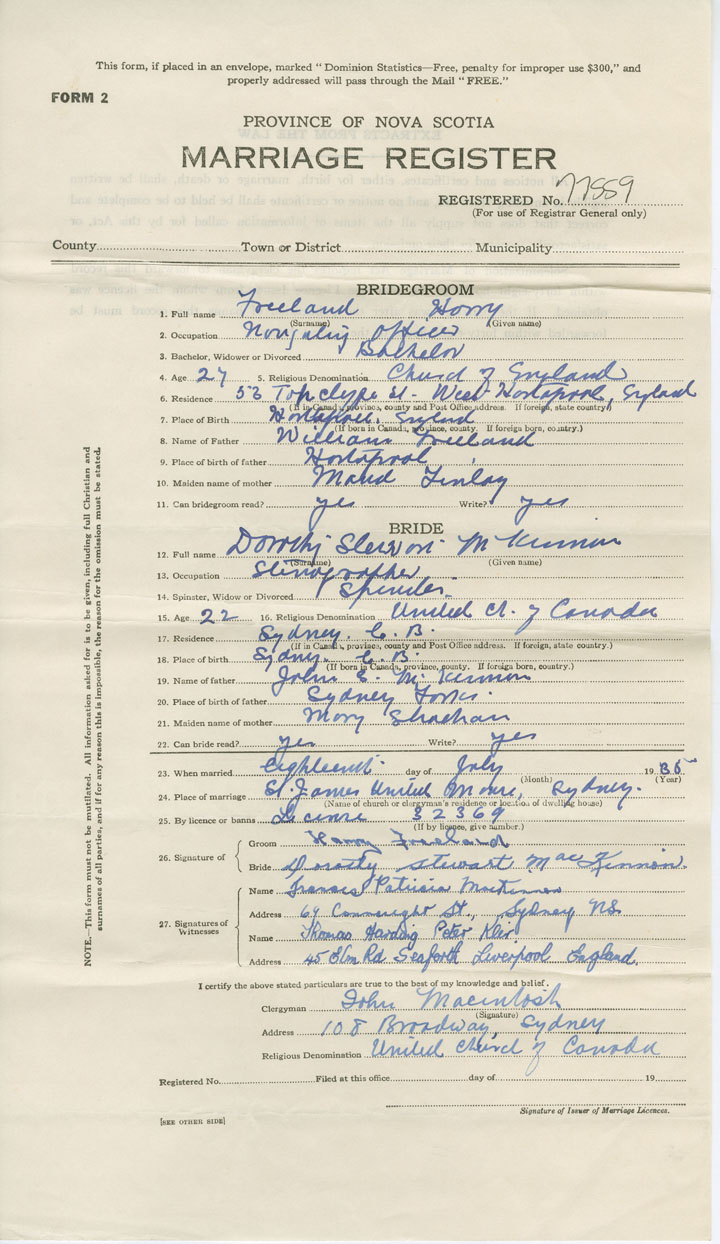 This form, if placed in an envelope, marked "Dominion Statistics—Free, penalty for improper use $300," and
properly addressed will pass through the Mail "FREE."
FORM 2
PROVINCE OF NOVA SCOTIA
MARRIAGE REGISTER
REGISTERED No. 77559
(For use of Registrar General only)
County Town or District Municipality
BRIDEGROOM
1. Full name Freeland Harry
(Surname) (Given name)
2. Occupation officer
3. Bachelor, Widower or Divorced Bachelor
4. Age 27 5. Religious Denomination Church of England
6. Residence 53 St. West Hartapool, England
(If in Canada, province, county and Post Office address. If foreign, state country)
7. Place of Birth Hartapool England
(If born in Canada, province, county. If foreign born, country.)
8. Name of Father William Freeland
9. Place of birth of father Hartapool
10. Maiden name of mother Maud Finlay
11. Can bridegroom read? yes Write? yes
BRIDE
12. Full name Dorothy McKinnon
(Surname) (Given name)
13. Occupation Stenographer
14. Spinster, Widow or Divorced Spinster
15. Age 22 16. Religious Denomination United Ch. of Canada
17. Residence Sydney. C. B.
(If in Canada, province, county and Post Office address. If foreign, state country.)
18. Place of birth Sydney. C. B.
(If born in Canada, province, county. If foreign born, country.)
19. Name of father John McKinnon
20. Place of birth of father Sydney Forks
21. Maiden name of mother Mary
22. Can bride read? yes Write? yes
23. When married Eighteenth day of July 1936
(Month) (Year)
24. Place of marriage St. James United Manse, Sydney.
(Name of church or clergyman's residence or location of dwelling house)
25. By licence or banns License 32369
(If by licence, give number.)
26. Signature of
Groom Harry Freeland
Bride Dorothy Stewart MacKinnon.
27. Signatures of Witnesses
Name Frances Patricia MacKinnon
Address 64 Connaught St., Sydney NS
Name Thomas Harding Peter
Address 45 Elm Rd Seaforth Liverpool England.
I certify the above stated particulars are true to the best of my knowledge and belief.
Clergyman John Macintosh
(Signature)
Address 108 Broadway, Sydney
Religious Denomination United Church of Canada
Registered No. Filed at this office day of 19
Signature of Issuer of Marriage Licences.
[SEE OTHER SIDE]
NOTE.—This form must not be mutilated. All information asked for is to be given, including full Christian and
surnames of all parties, and if for any reason this is impossible, the reason for the omission must be stated.